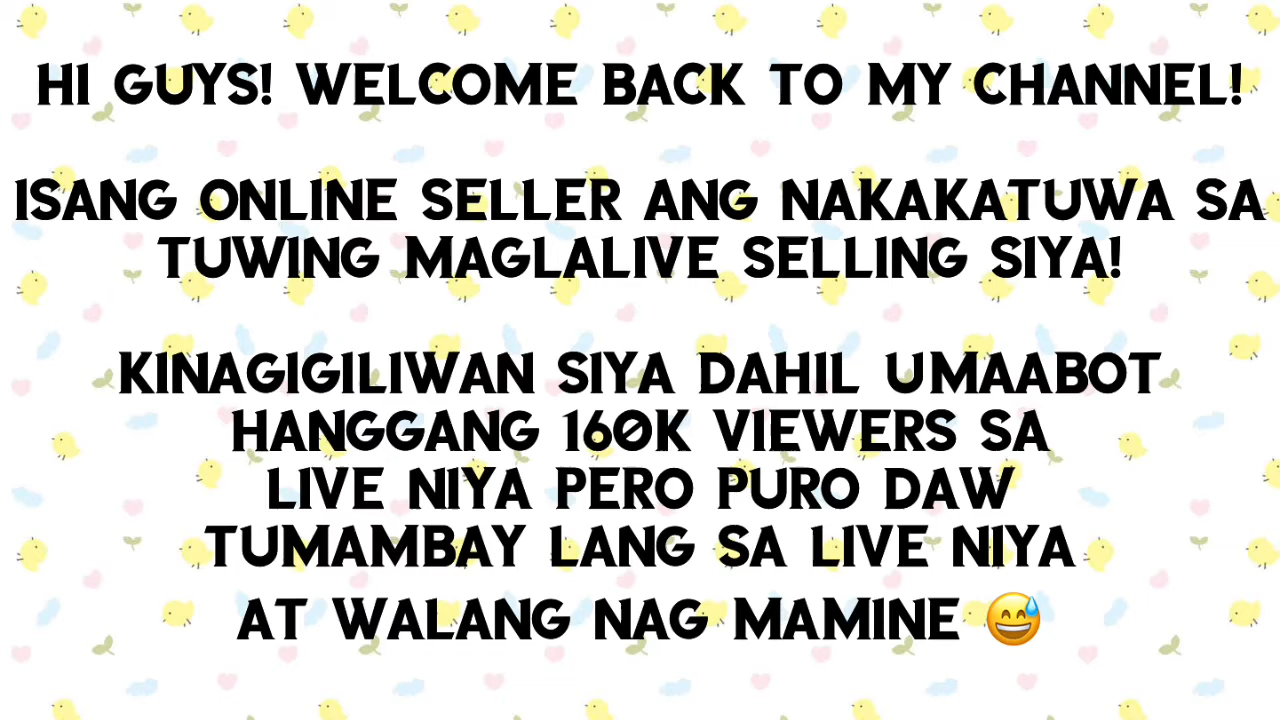 HI GUYS! WELCOME BACK TO MY CHANNEL!
ISANG ONLINE SELLER ANG NAKAKATUWA SA
TUWING MAGLALIVE SELLING SIYA!
KINAGIGILIWAN SIYA DAHIL UMAABOT
HANGGANG 160K VIEWERS SA
LIVE NIYA PERO PURO DAW
TUMAMBAY LANG SA LIVE NIYA
AT WALANG NAG MAMINE 😅